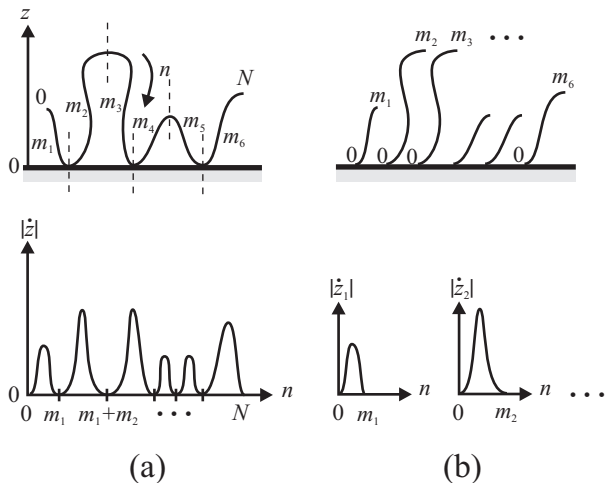 z
0
0
m₁
m₂
m₃
n
m₄
m₅
N
m₆
m₁
m₂
m₃
• • •
m₆
0
0
0
0
|ż|
0
0
m₁
m₁+m₂
• • •
N
n
|ż₁|
0
m₁
n
|ż₂|
0
m₂
n
• • •
(a)
(b)